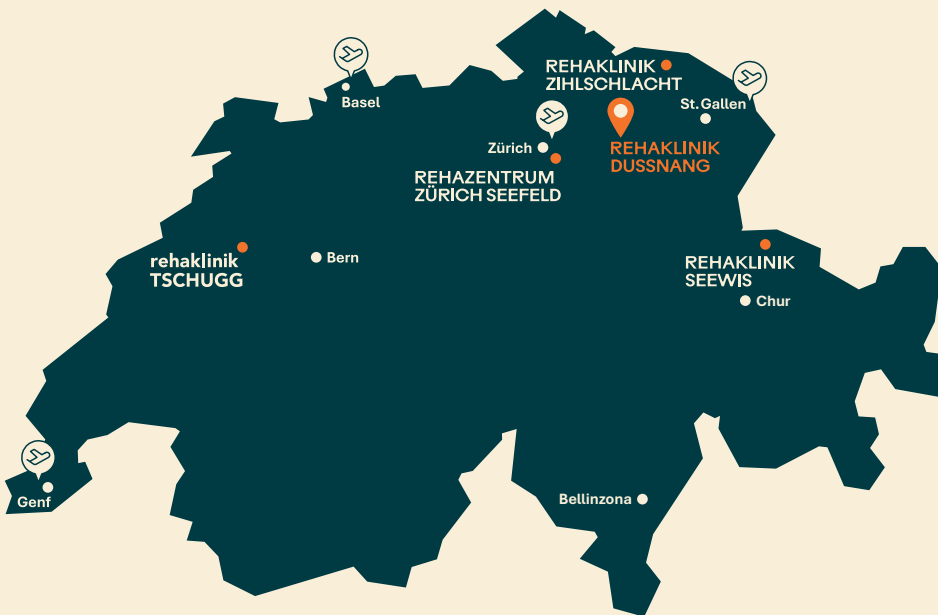 Basel
REHAKLINIK
ZIHLSCHLACHT
St.Gallen
Zürich
REHAKLINIK
DUSSNANG
REHAZENTRUM
ZÜRICH SEEFELD
rehaklinik
TSCHUGG
Bern
REHAKLINIK
SEEWIS
Chur
Genf
Bellinzona